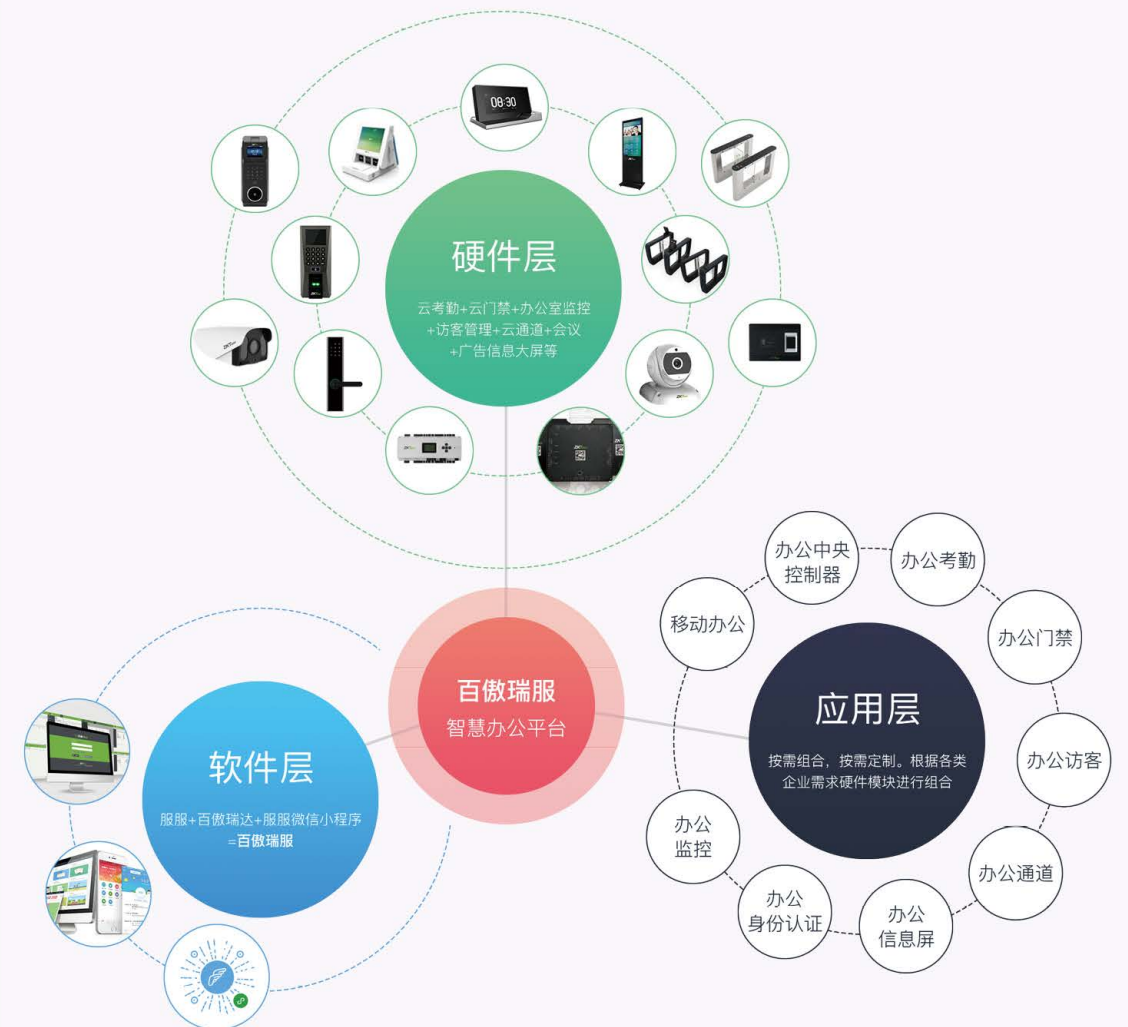 08:30
硬件层
云考勤+云门禁+办公室监控
+访客管理+云通道+会议
+广告信息大屏等
百傲瑞服
智慧办公平台
软件层
服服+百傲瑞达+服服微信小程序
=百傲瑞服
应用层
按需组合，按需定制。根据各类
企业需求硬件模块进行组合
办公中央
控制器
办公考勤
办公门禁
办公访客
办公通道
办公
信息屏
办公
身份认证
办公
监控
移动办公